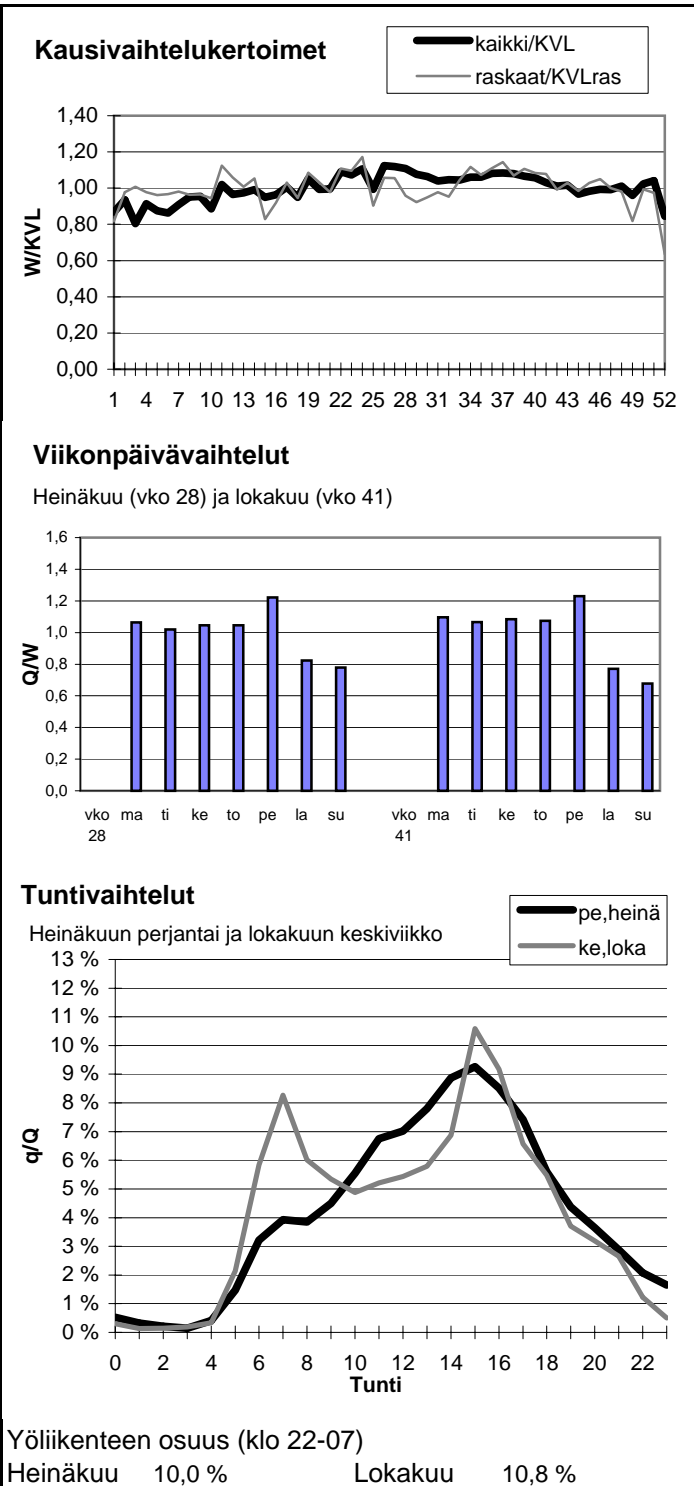 Kausivaihtelukertoimet
kaikki/KVL
raskaat/KVLras
W/KVL
1,40
1,20
1,00
0,80
0,60
0,40
0,20
0,00
1 4 7 10 13 16 19 22 25 28 31 34 37 40 43 46 49 52
Viikonpäivävaihtelut
Heinäkuu (vko 28) ja lokakuu (vko 41)
Q/W
1,6
1,4
1,2
1,0
0,8
0,6
0,4
0,2
0,0
vko 28 ma ti ke to pe la su vko 41 ma ti ke to pe la su
Tuntivaihtelut
pe,heinä
ke,loka
Heinäkuun perjantai ja lokakuun keskiviikko
q/Q
13 %
12 %
11 %
10 %
9 %
8 %
7 %
6 %
5 %
4 %
3 %
2 %
1 %
0 %
0 2 4 6 8 10 12 14 16 18 20 22
Tunti
Yöliikenteen osuus (klo 22-07)
Heinäkuu 10,0 % Lokakuu 10,8 %